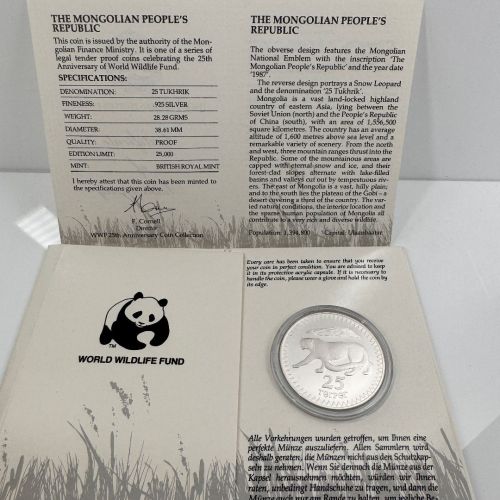 THE MONGOLIAN PEOPLE'S
REPUBLIC
This coin is issued by the authority of the Mon-
golian Finance Ministry. It is one of a series of
legal tender proof coins celebrating the 25th
Anniversary of World Wildlife Fund.
SPECIFICATIONS:
DENOMINATION: 25 TUKHRIK
FINENESS: .925 SILVER
WEIGHT: 28.28 GRMS
DIAMETER: 38.61 MM
QUALITY: PROOF
EDITION LIMIT: 25,000
MINT: BRITISH ROYAL MINT
I hereby attest that this coin has been minted to
the specifications given above.
Director
WWF 25th Anniversary Coin Collection
THE MONGOLIAN PEOPLE'S
REPUBLIC
The obverse design features the Mongolian
National Emblem with the inscription 'The
Mongolian People's Republic' and the year date
'1987'.
The reverse design portrays a Snow Leopard
and the denomination '25 Tukhrik'.
Mongolia is a vast land-locked highland
country of eastern Asia, lying between the
Soviet Union (north) and the People's Republic
of China (south), with an area of 1,556,500
square kilometres. The country has an average
altitude of 1,600 metres above sea level and a
remarkable variety of scenery. From the north
and west, three mountain ranges thrust into the
Republic. Some of the mountainous areas are
capped with eternal snow and ice, and their
forest-clad slopes alternate with lake-filled
basins and valleys cut out by tempestuous riv-
ers. The east of Mongolia is a vast, hilly plain;
and to the south lies the plateau of the Gobi – a
desert covering a third of the country. The var-
ied natural conditions, the interior location and
the sparse human population of Mongolia all
contribute to a very rich and diverse wildlife.
Population: 1,394,800 Capital: Ulaanbaatar
TM
WORLD WILDLIFE FUND
Every care has been taken to ensure that you receive
your coin in perfect condition. You are advised to keep
it in its protective acrylic capsule. If it is necessary to
handle the coin, please wear a glove and hold the coin by
its edge.
25
Төгрөг
Alle Vorkehrungen wurden getroffen, um Ihnen eine
perfekte Münze auszuliefern. Allen Sammlern wird
deshalb geraten, die Münzen nicht aus den Schutzkap-
seln zu nehmen. Wenn Sie dennoch die Münze aus der
Kapsel herausnehmen möchten, würden wir Ihnen
raten, unbedingt Handschuhe zu tragen, und dann die
Münze auch nur am Rande zu halten, um